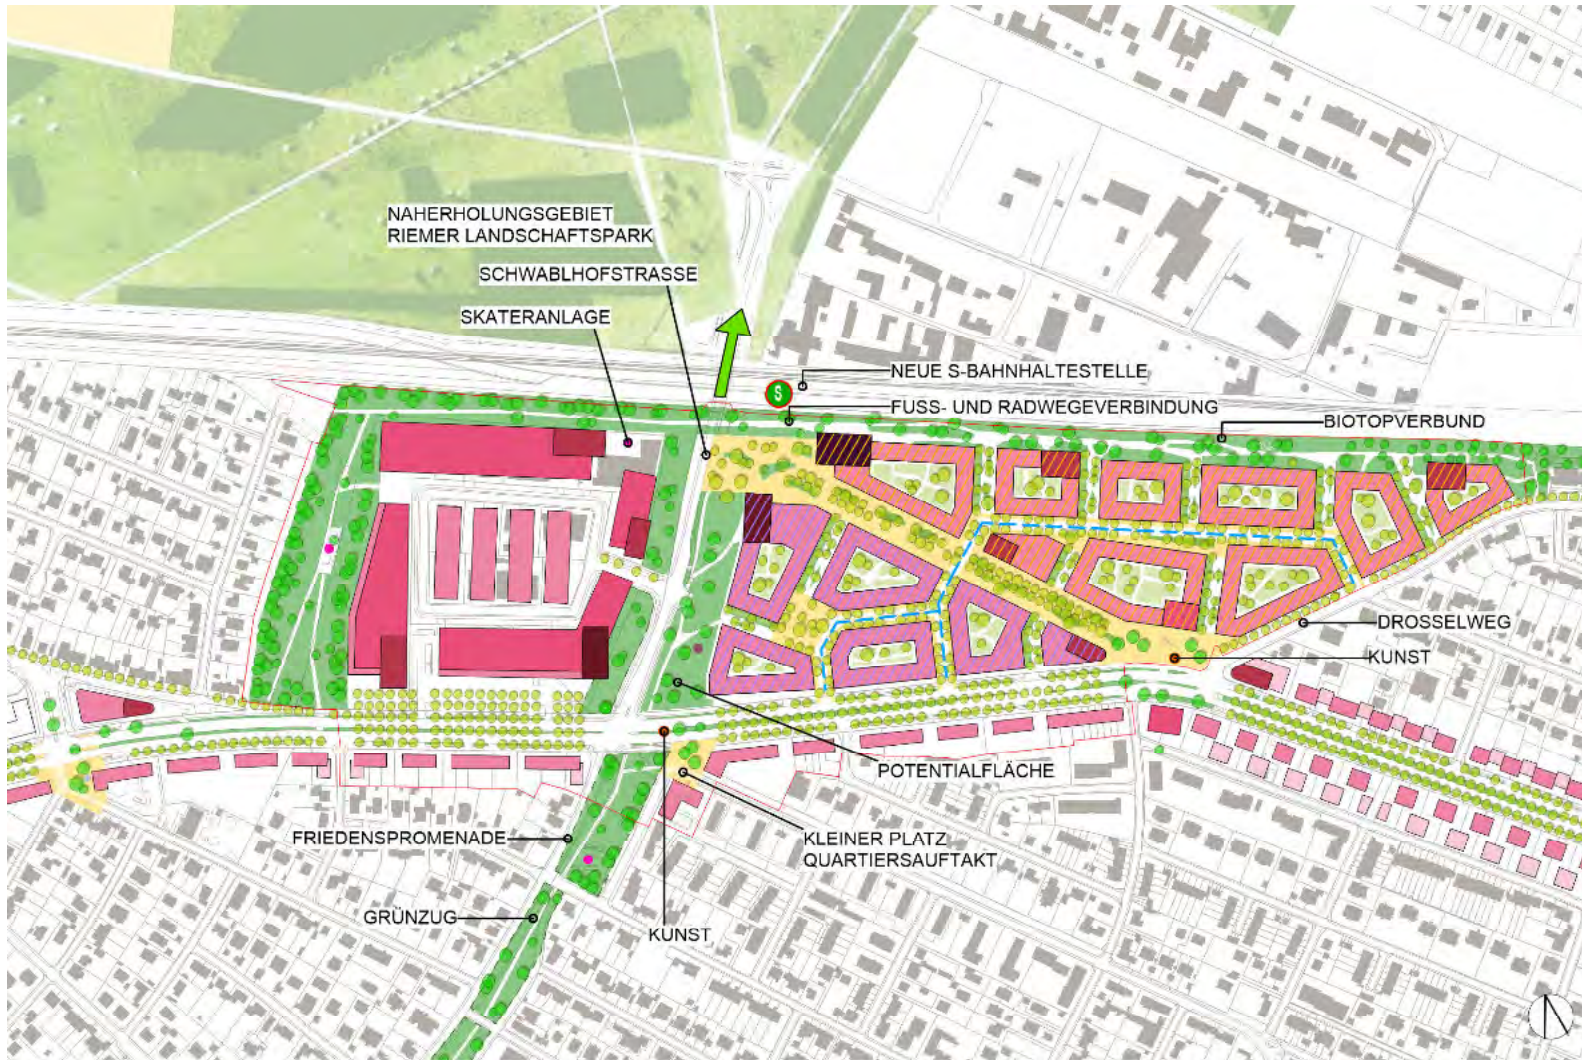 NAHERHOLUNGSGEBIET
RIEMER LANDSCHAFTSPARK
SCHWABLHOFSTRASSE
SKATERANLAGE
S
NEUE S-BAHNHALTESTELLE
FUSS- UND RADWEGEVERBINDUNG
BIOTOPVERBUND
DROSSELWEG
KUNST
POTENTIALFLÄCHE
FRIEDENSPROMENADE
KLEINER PLATZ
QUARTIERSAUFTAKT
GRÜNZUG
KUNST